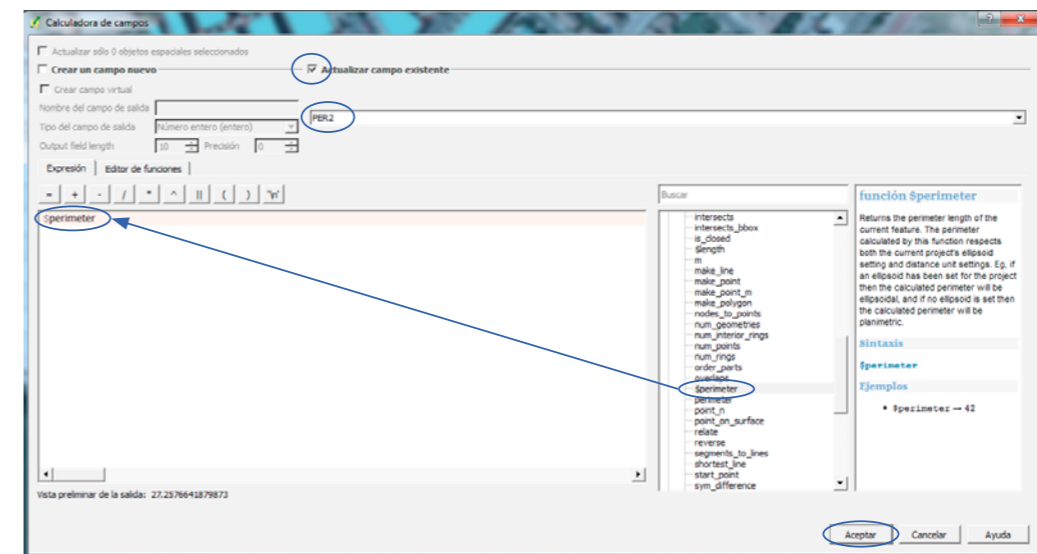 Calculadora de campos
Actualizar sólo 0 objetos espaciales seleccionados
Crear un campo nuevo
Actualizar campo existente
Crear campo virtual
Nombre del campo de salida
PER2
Tipo del campo de salida Número entero (entero)
Output field length 10 Precisión 0
Expresión Editor de funciones
= + - / * ^ || ( ) '\n'
$perimeter
Buscar
intersects
intersects_bbox
is_closed
$length
m
make_line
make_point
make_point_m
make_polygon
nodes_to_points
num_geometries
num_interior_rings
num_points
num_rings
order_parts
overlaps
$perimeter
perimeter
point_n
point_on_surface
relate
reverse
segments_to_lines
shortest_line
start_point
sym_difference
función $perimeter
Returns the perimeter length of the
current feature. The perimeter
calculated by this function respects
both the current project's ellipsoid
setting and distance unit settings. Eg, if
an ellipsoid has been set for the project
then the calculated perimeter will be
ellipsoidal, and if no ellipsoid is set then
the calculated perimeter will be
planimetric.
Sintaxis
$perimeter
Ejemplos
• $perimeter → 42
Vista preliminar de la salida: 27.2576641879873
Aceptar Cancelar Ayuda